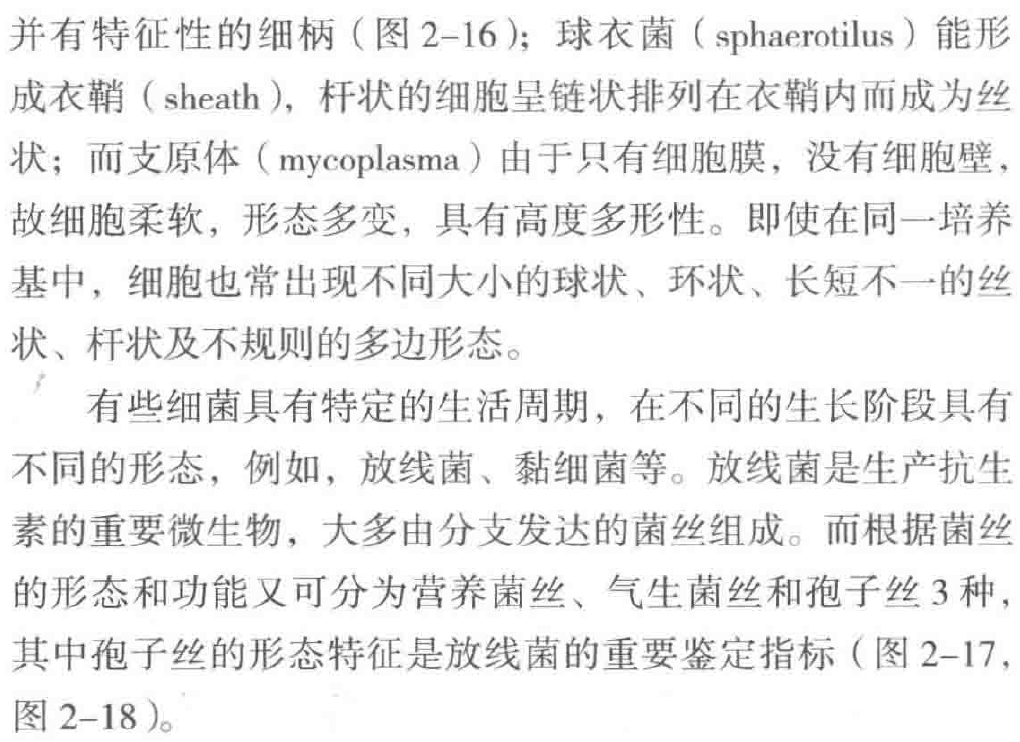 并有特征性的细柄（图 2–16）；球衣菌（sphaerotilus）能形
成衣鞘（sheath），杆状的细胞呈链状排列在衣鞘内而成为丝
状；而支原体（mycoplasma）由于只有细胞膜，没有细胞壁，
故细胞柔软，形态多变，具有高度多形性。即使在同一培养
基中，细胞也常出现不同大小的球状、环状、长短不一的丝
状、杆状及不规则的多边形态。
有些细菌具有特定的生活周期，在不同的生长阶段具有
不同的形态，例如，放线菌、黏细菌等。放线菌是生产抗生
素的重要微生物，大多由分支发达的菌丝组成。而根据菌丝
的形态和功能又可分为营养菌丝、气生菌丝和孢子丝 3 种，
其中孢子丝的形态特征是放线菌的重要鉴定指标（图 2–17，
图 2–18）。